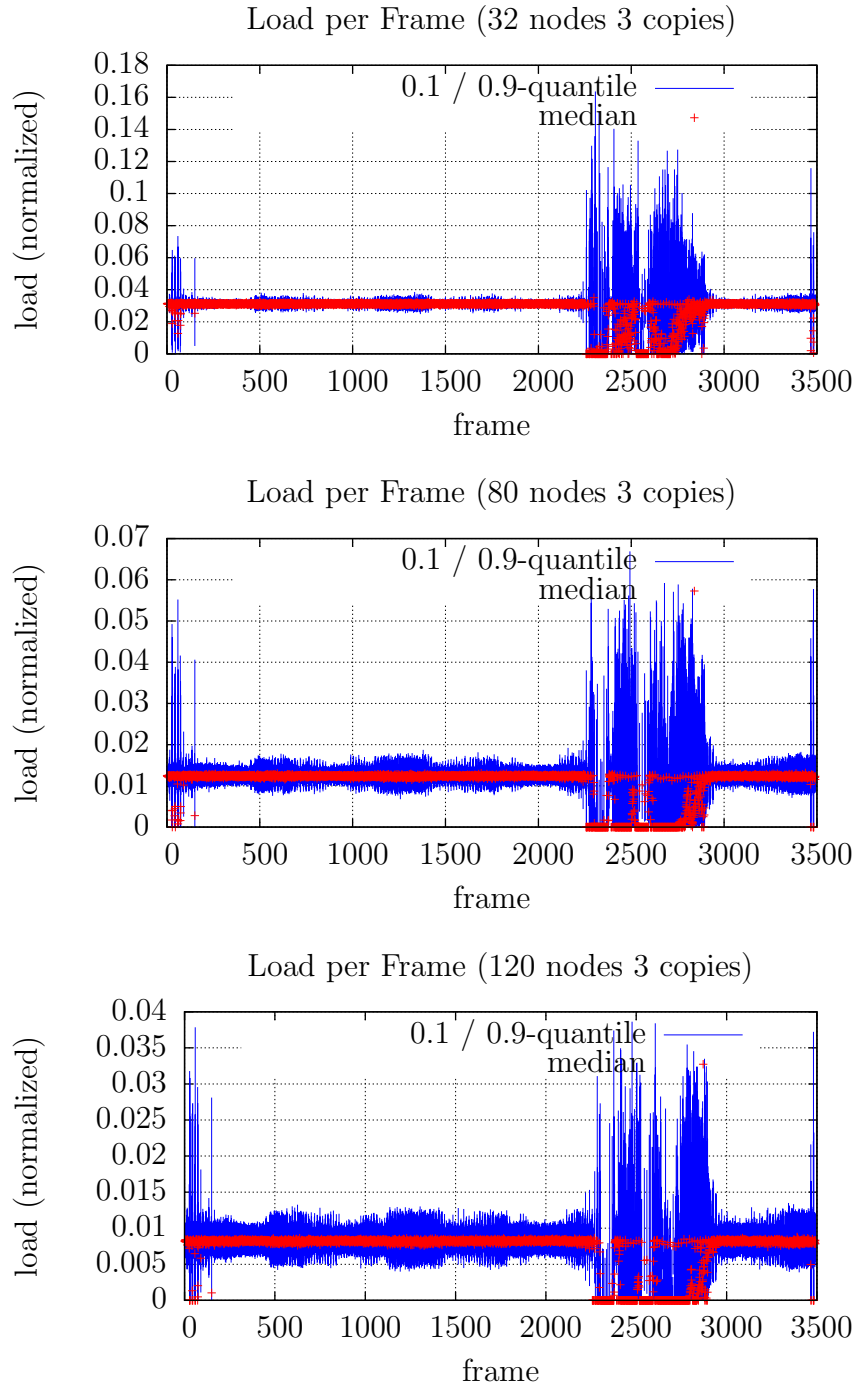 Load per Frame (32 nodes 3 copies)
0.18
0.16
0.14
0.12
0.1
0.08
0.06
0.04
0.02
0
load (normalized)
0.1 / 0.9-quantile
median
0 500 1000 1500 2000 2500 3000 3500
frame
Load per Frame (80 nodes 3 copies)
0.07
0.06
0.05
0.04
0.03
0.02
0.01
0
load (normalized)
0.1 / 0.9-quantile
median
0 500 1000 1500 2000 2500 3000 3500
frame
Load per Frame (120 nodes 3 copies)
0.04
0.035
0.03
0.025
0.02
0.015
0.01
0.005
0
load (normalized)
0.1 / 0.9-quantile
median
0 500 1000 1500 2000 2500 3000 3500
frame